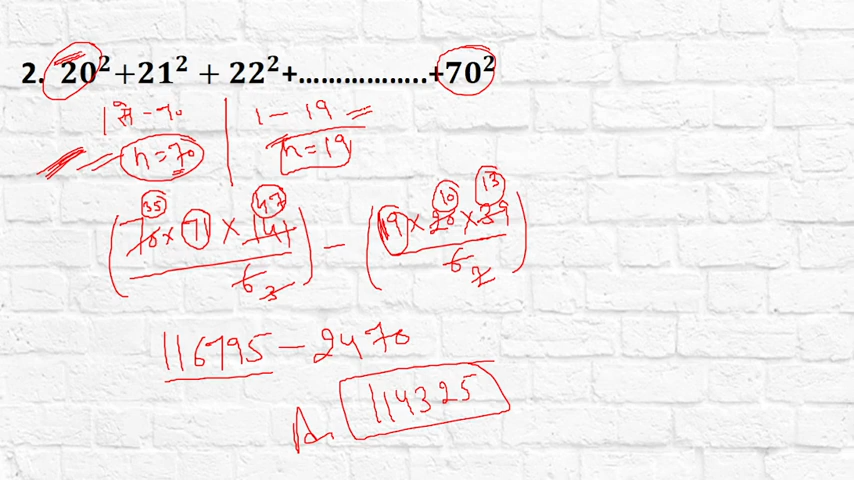 2. 20² +21² + 22²+.................+70²
1 - 70 | 1 - 19 =
= n = 70 | n = 19
35 47 10 13
(70 × 71 × 141) - (19 × 20 × 39)
6 3 6 2
116795 - 2470
114325